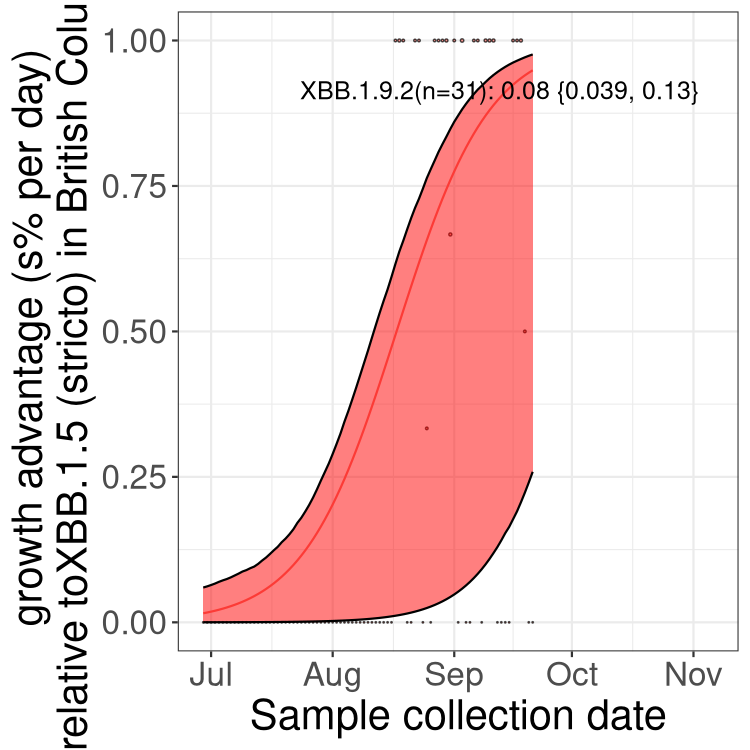 growth advantage (s% per day)
relative toXBB.1.5 (stricto) in British Colu
1.00
0.75
0.50
0.25
0.00
XBB.1.9.2(n=31): 0.08 {0.039, 0.13}
Jul Aug Sep Oct Nov
Sample collection date